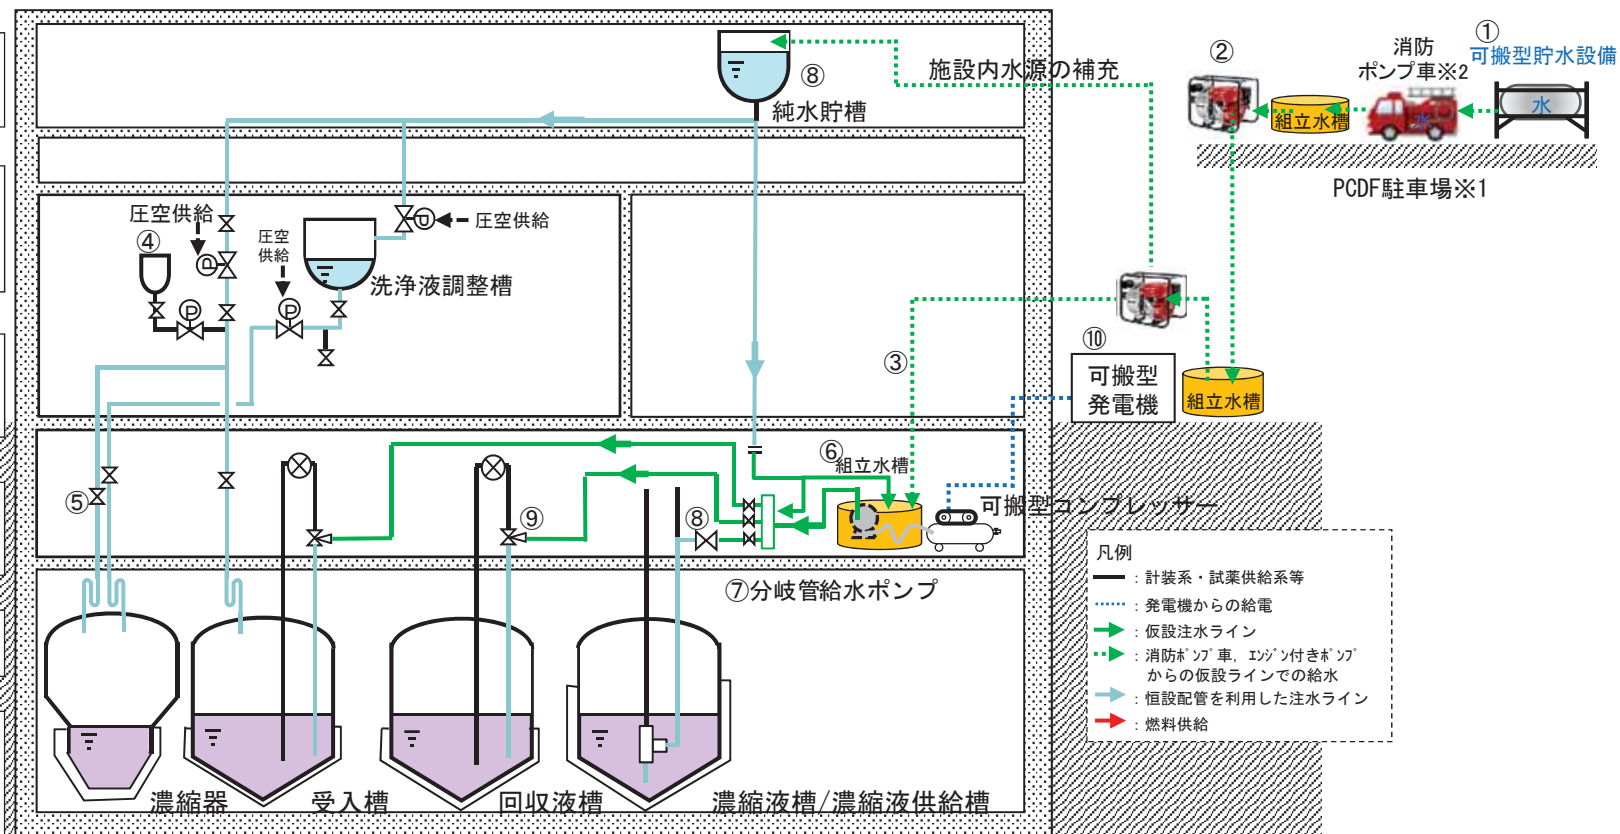 ①
可搬型貯水設備
消防
ポンプ車※2
②
水
水
組立水槽
PCDF駐車場※1
施設内水源の補充
⑧
純水貯槽
圧空供給
④
P
圧空
供給
P
P
P
圧空供給
洗浄液調整槽
③
⑩
可搬型
発電機
組立水槽
⑤
⑥
組立水槽
⑨
⑧
可搬型コンプレッサー
⑦分岐管給水ポンプ
濃縮器
受入槽
回収液槽
濃縮液槽/濃縮液供給槽
凡例
：計装系・試薬供給系等
：発電機からの給電
：仮設注水ライン
：消防ﾎﾟﾝﾌﾟ車，ｴﾝｼﾞﾝ付きﾎﾟﾝﾌﾟ
からの仮設ラインでの給水
：恒設配管を利用した注水ライン
：燃料供給